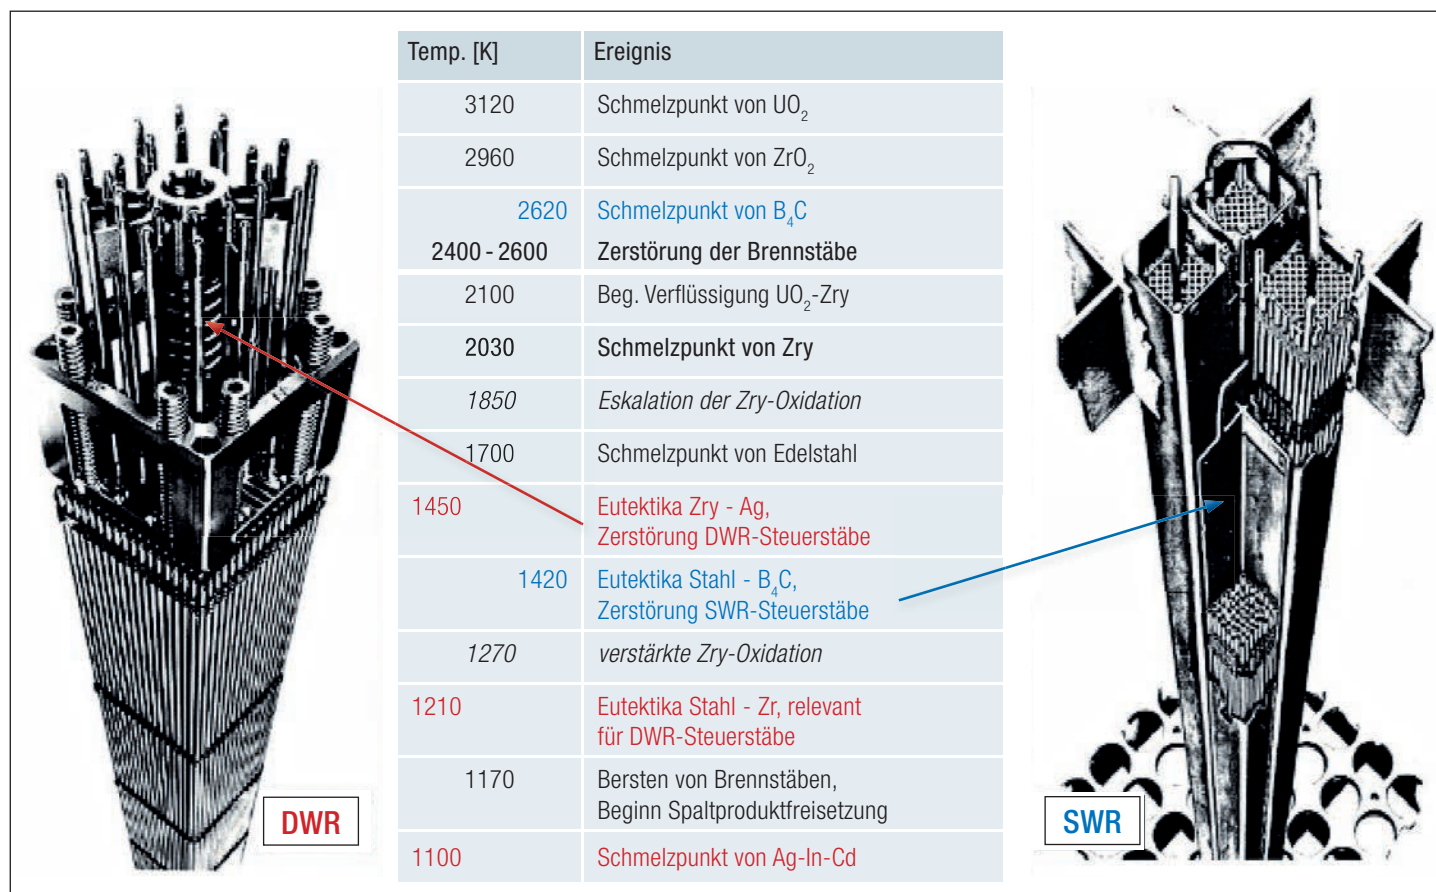 Temp. [K] Ereignis
3120 Schmelzpunkt von UO₂
2960 Schmelzpunkt von ZrO₂
2620 Schmelzpunkt von B₄C
2400 - 2600 Zerstörung der Brennstäbe
2100 Beg. Verflüssigung UO₂-Zry
2030 Schmelzpunkt von Zry
1850 Eskalation der Zry-Oxidation
1700 Schmelzpunkt von Edelstahl
1450 Eutektika Zry - Ag,
Zerstörung DWR-Steuerstäbe
1420 Eutektika Stahl - B₄C,
Zerstörung SWR-Steuerstäbe
1270 verstärkte Zry-Oxidation
1210 Eutektika Stahl - Zr, relevant
für DWR-Steuerstäbe
1170 Bersten von Brennstäben,
Beginn Spaltproduktfreisetzung
1100 Schmelzpunkt von Ag-In-Cd
DWR
SWR